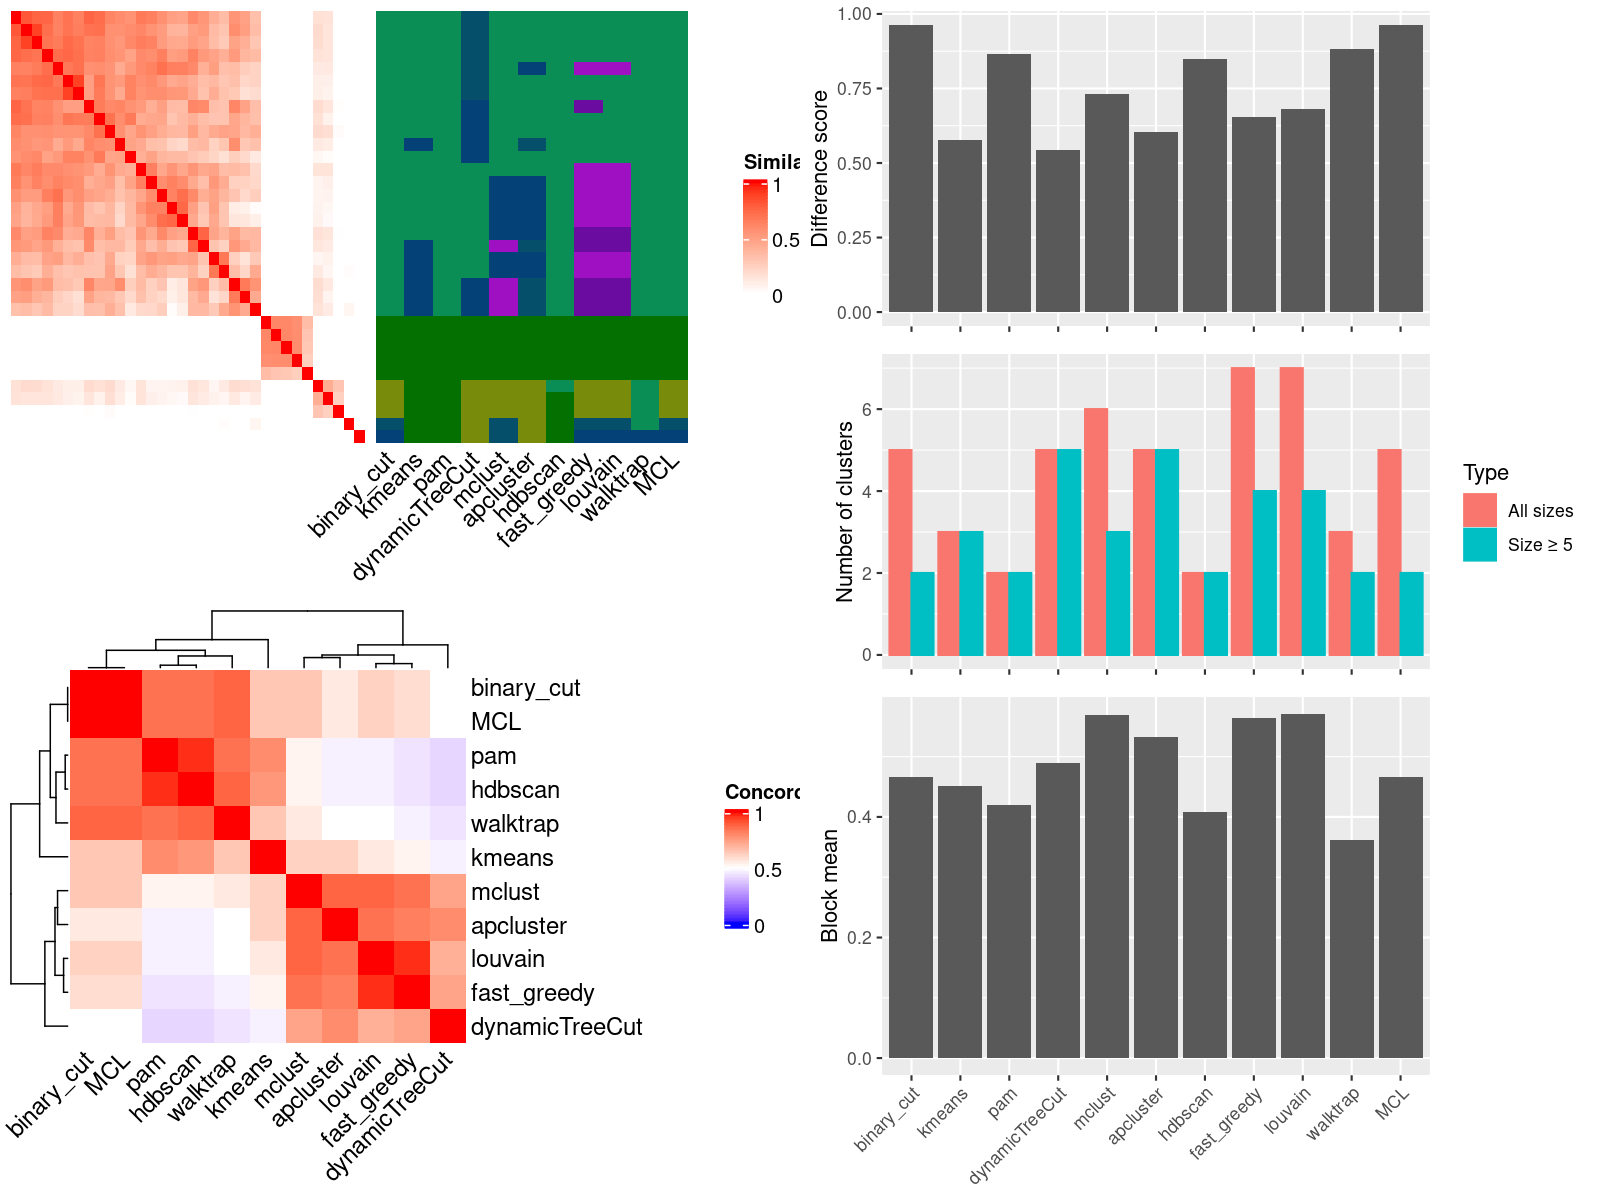 Simila
1
0.5
0
binary_cut
kmeans
pam
dynamicTreeCut
mclust
apcluster
hdbscan
fast_greedy
louvain
walktrap
MCL
binary_cut
MCL
pam
hdbscan
walktrap
kmeans
mclust
apcluster
louvain
fast_greedy
dynamicTreeCut
Concord
1
0.5
0
binary_cut
MCL
pam
hdbscan
walktrap
kmeans
mclust
apcluster
louvain
fast_greedy
dynamicTreeCut
Difference score
1.00
0.75
0.50
0.25
0.00
Number of clusters
6
4
2
0
Type
All sizes
Size ≥ 5
Block mean
0.4
0.2
0.0
binary_cut
kmeans
pam
dynamicTreeCut
mclust
apcluster
hdbscan
fast_greedy
louvain
walktrap
MCL